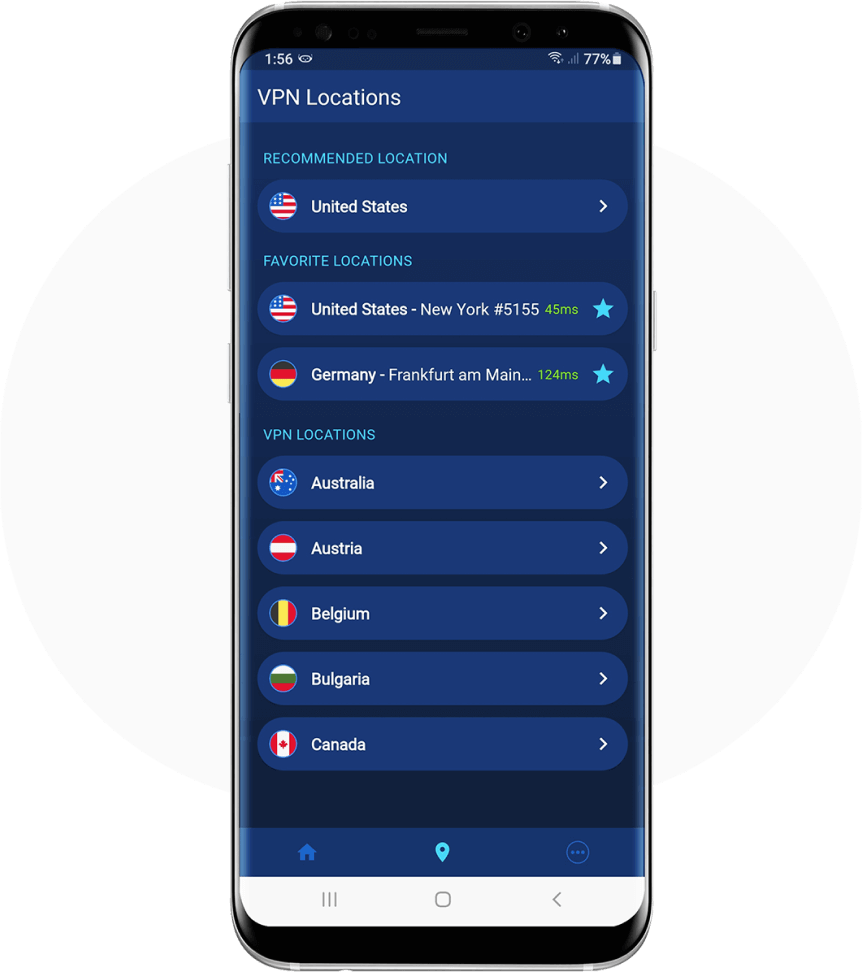 1:56 77%
VPN Locations
RECOMMENDED LOCATION
United States
FAVORITE LOCATIONS
United States - New York #5155 45ms
Germany - Frankfurt am Main... 124ms
VPN LOCATIONS
Australia
Austria
Belgium
Bulgaria
Canada